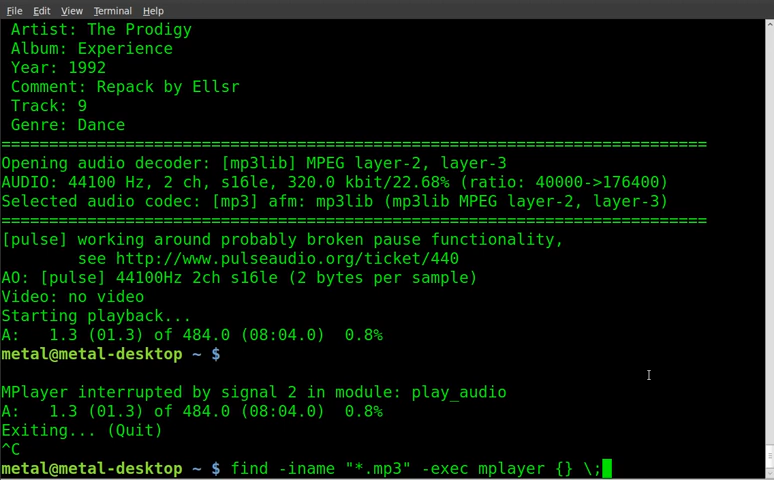 File Edit View Terminal Help
Artist: The Prodigy
Album: Experience
Year: 1992
Comment: Repack by Ellsr
Track: 9
Genre: Dance
==========================================================================
Opening audio decoder: [mp3lib] MPEG layer-2, layer-3
AUDIO: 44100 Hz, 2 ch, s16le, 320.0 kbit/22.68% (ratio: 40000->176400)
Selected audio codec: [mp3] afm: mp3lib (mp3lib MPEG layer-2, layer-3)
==========================================================================
[pulse] working around probably broken pause functionality,
see http://www.pulseaudio.org/ticket/440
AO: [pulse] 44100Hz 2ch s16le (2 bytes per sample)
Video: no video
Starting playback...
A:   1.3 (01.3) of 484.0 (08:04.0)  0.8%
metal@metal-desktop ~ $
MPlayer interrupted by signal 2 in module: play_audio
A:   1.3 (01.3) of 484.0 (08:04.0)  0.8%
Exiting... (Quit)
^C
metal@metal-desktop ~ $ find -iname "*.mp3" -exec mplayer {} \;